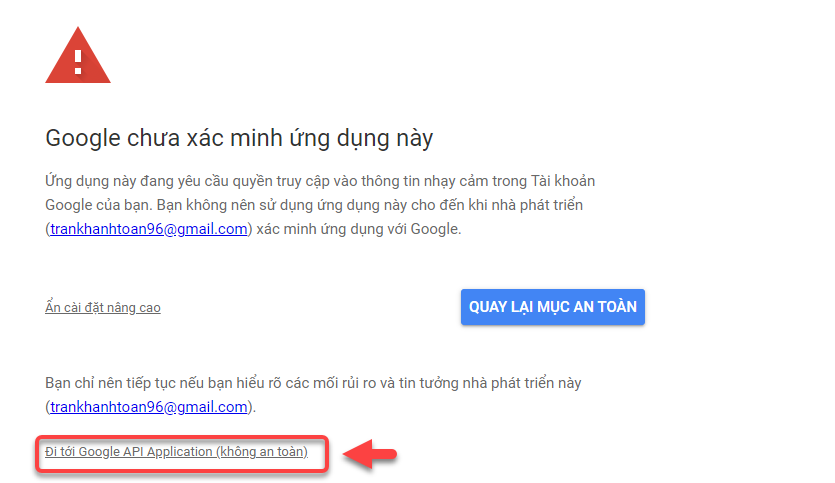 Google chưa xác minh ứng dụng này
Ứng dụng này đang yêu cầu quyền truy cập vào thông tin nhạy cảm trong Tài khoản
Google của bạn. Bạn không nên sử dụng ứng dụng này cho đến khi nhà phát triển
(trankhanhtoan96@gmail.com) xác minh ứng dụng với Google.
Ẩn cài đặt nâng cao
QUAY LẠI MỤC AN TOÀN
Bạn chỉ nên tiếp tục nếu bạn hiểu rõ các mối rủi ro và tin tưởng nhà phát triển này
(trankhanhtoan96@gmail.com).
Đi tới Google API Application (không an toàn)